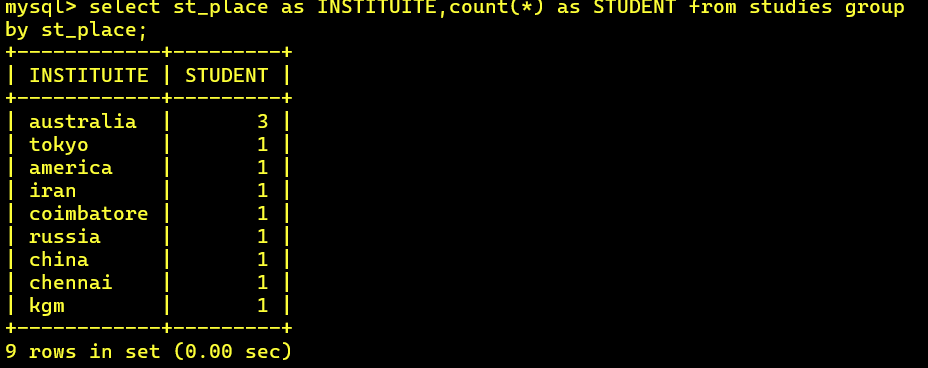 mysql> select st_place as INSTITUITE,count(*) as STUDENT from studies group
by st_place;
+------------+---------+
| INSTITUITE | STUDENT |
+------------+---------+
| australia  |       3 |
| tokyo      |       1 |
| america    |       1 |
| iran       |       1 |
| coimbatore |       1 |
| russia     |       1 |
| china      |       1 |
| chennai    |       1 |
| kgm        |       1 |
+------------+---------+
9 rows in set (0.00 sec)